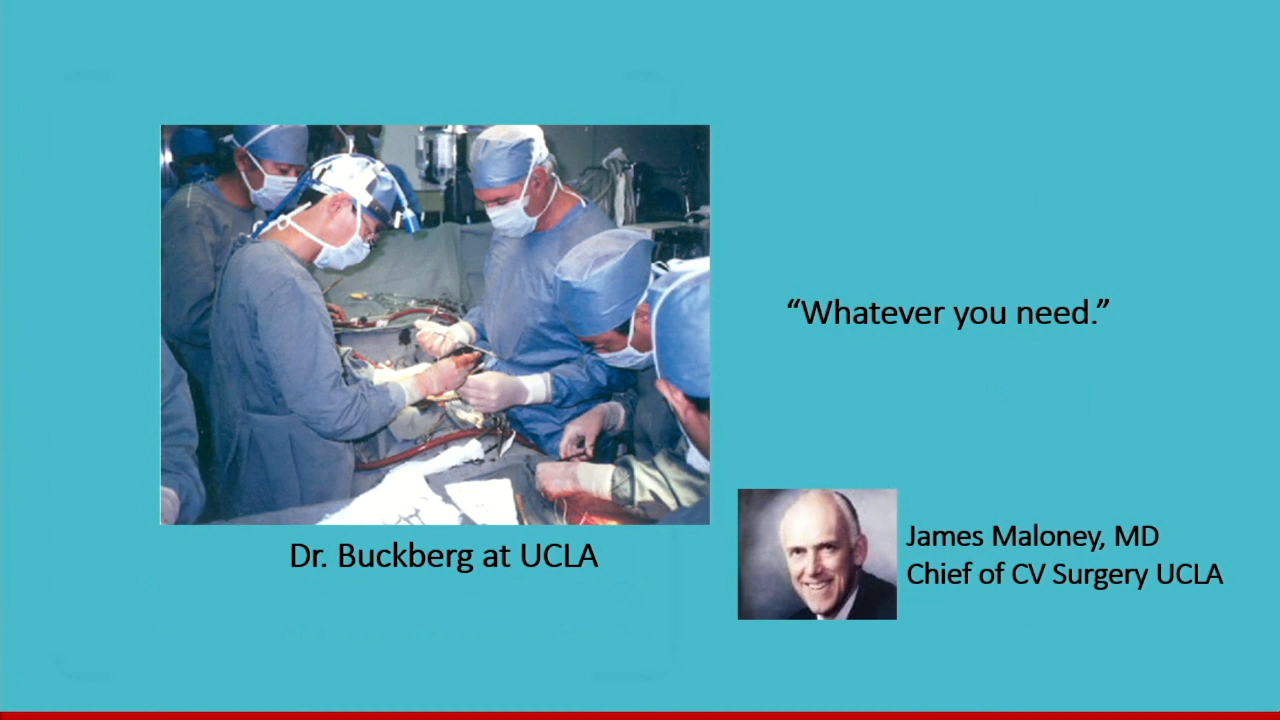 “Whatever you need.”
Dr. Buckberg at UCLA
James Maloney, MD
Chief of CV Surgery UCLA